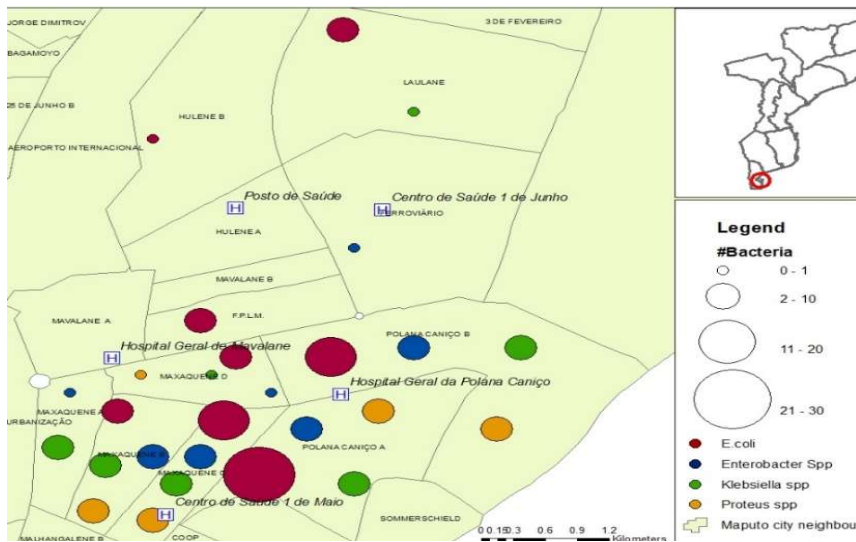 JORGE DIMITROV
3 DE FEVEREIRO
BAGAMOYO
LAULANE
25 DE JUNHO B
HULENE B
AEROPORTO INTERNACIONAL
Posto de Saúde
Centro de Saúde 1 de Junho
FERROVIÁRIO
HULENE A
MAVALANE B
MAVALANE A
F.P.L.M.
POLANA CANIÇO B
Hospital Geral de Mavalane
MAXAQUENE D
Hospital Geral da Polana Caniço
MAXAQUENE A
URBANIZAÇÃO
MAXAQUENE B
POLANA CANIÇO A
MAXAQUENE C
Centro de Saúde 1 de Maio
SOMMERSCHIELD
MALHANGALENE B
COOP
0 0.15 0.3 0.6 0.9 1.2
Kilometers
Legend
#Bacteria
0 - 1
2 - 10
11 - 20
21 - 30
E.coli
Enterobacter Spp
Klebsiella spp
Proteus spp
Maputo city neighbou